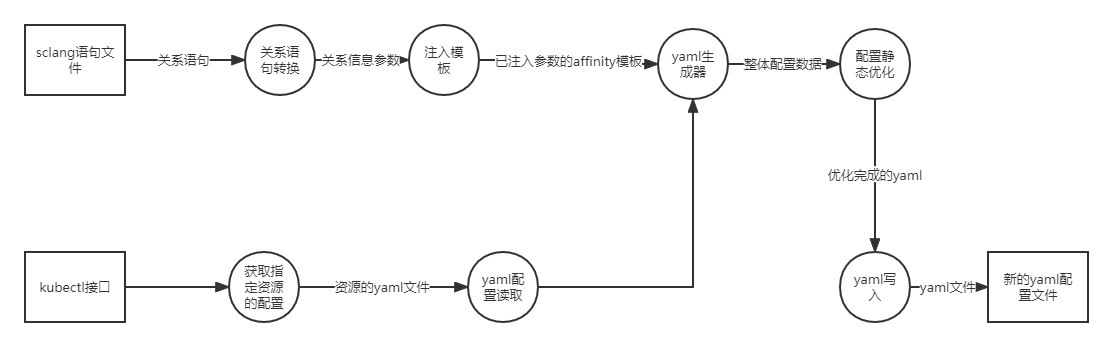 sclang语句文
件
关系语句
关系语
句转换
关系信息参数
注入模
板
已注入参数的affinity模板
yaml生
成器
整体配置数据
配置静
态优化
优化完成的yaml
kubectl接口
获取指
定资源
的配置
资源的yaml文件
yaml配
置读取
yaml写
入
yaml文件
新的yaml配
置文件